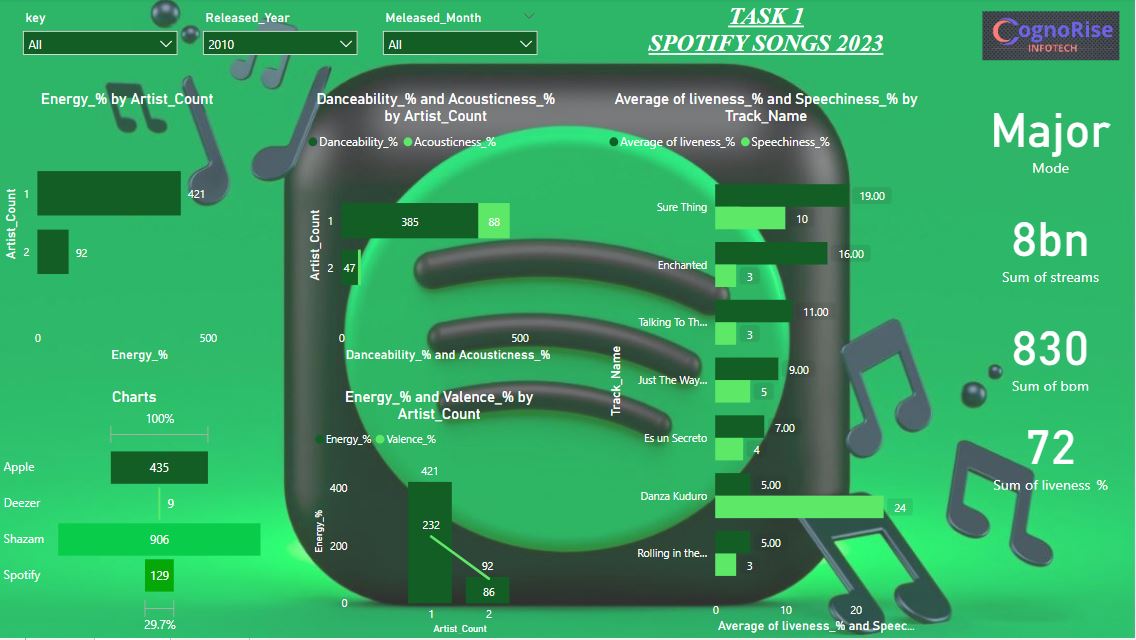 key
All
Released_Year
2010
Meleased_Month
All
TASK 1
SPOTIFY SONGS 2023
CognoRise
INFOTECH
Energy_% by Artist_Count
Artist_Count
1
421
2
92
0
500
Energy_%
Danceability_% and Acousticness_%
by Artist_Count
Danceability_% Acousticness_%
Artist_Count
1
385
88
2
47
0
500
Danceability_% and Acousticness_%
Average of liveness_% and Speechiness_% by
Track_Name
Average of liveness_% Speechiness_%
Track_Name
Sure Thing
19.00
10
Enchanted
16.00
3
Talking To Th...
11.00
3
Just The Way...
9.00
5
Es un Secreto
7.00
4
Danza Kuduro
5.00
24
Rolling in the...
5.00
3
0
10
20
Average of liveness_% and Speec...
Major
Mode
8bn
Sum of streams
830
Sum of bpm
72
Sum of liveness_%
Charts
100%
Apple
435
Deezer
9
Shazam
906
Spotify
129
29.7%
Energy_% and Valence_% by
Artist_Count
Energy_% Valence_%
Energy_%
400
200
0
421
232
92
86
1
2
Artist_Count